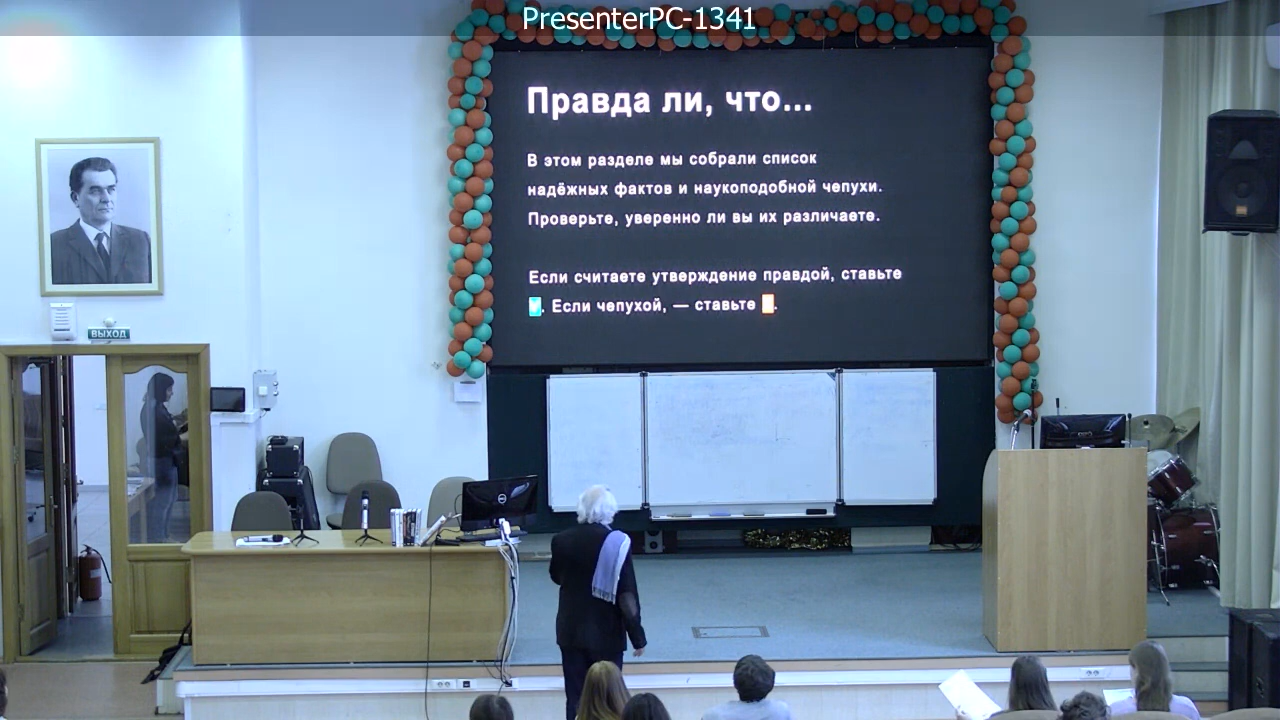 PresenterPC-1341
Правда ли, что...
В этом разделе мы собрали список
надёжных фактов и наукоподобной чепухи.
Проверьте, уверенно ли вы их различаете.
Если считаете утверждение правдой, ставьте
. Если чепухой, — ставьте .
ВЫХОД
DELL